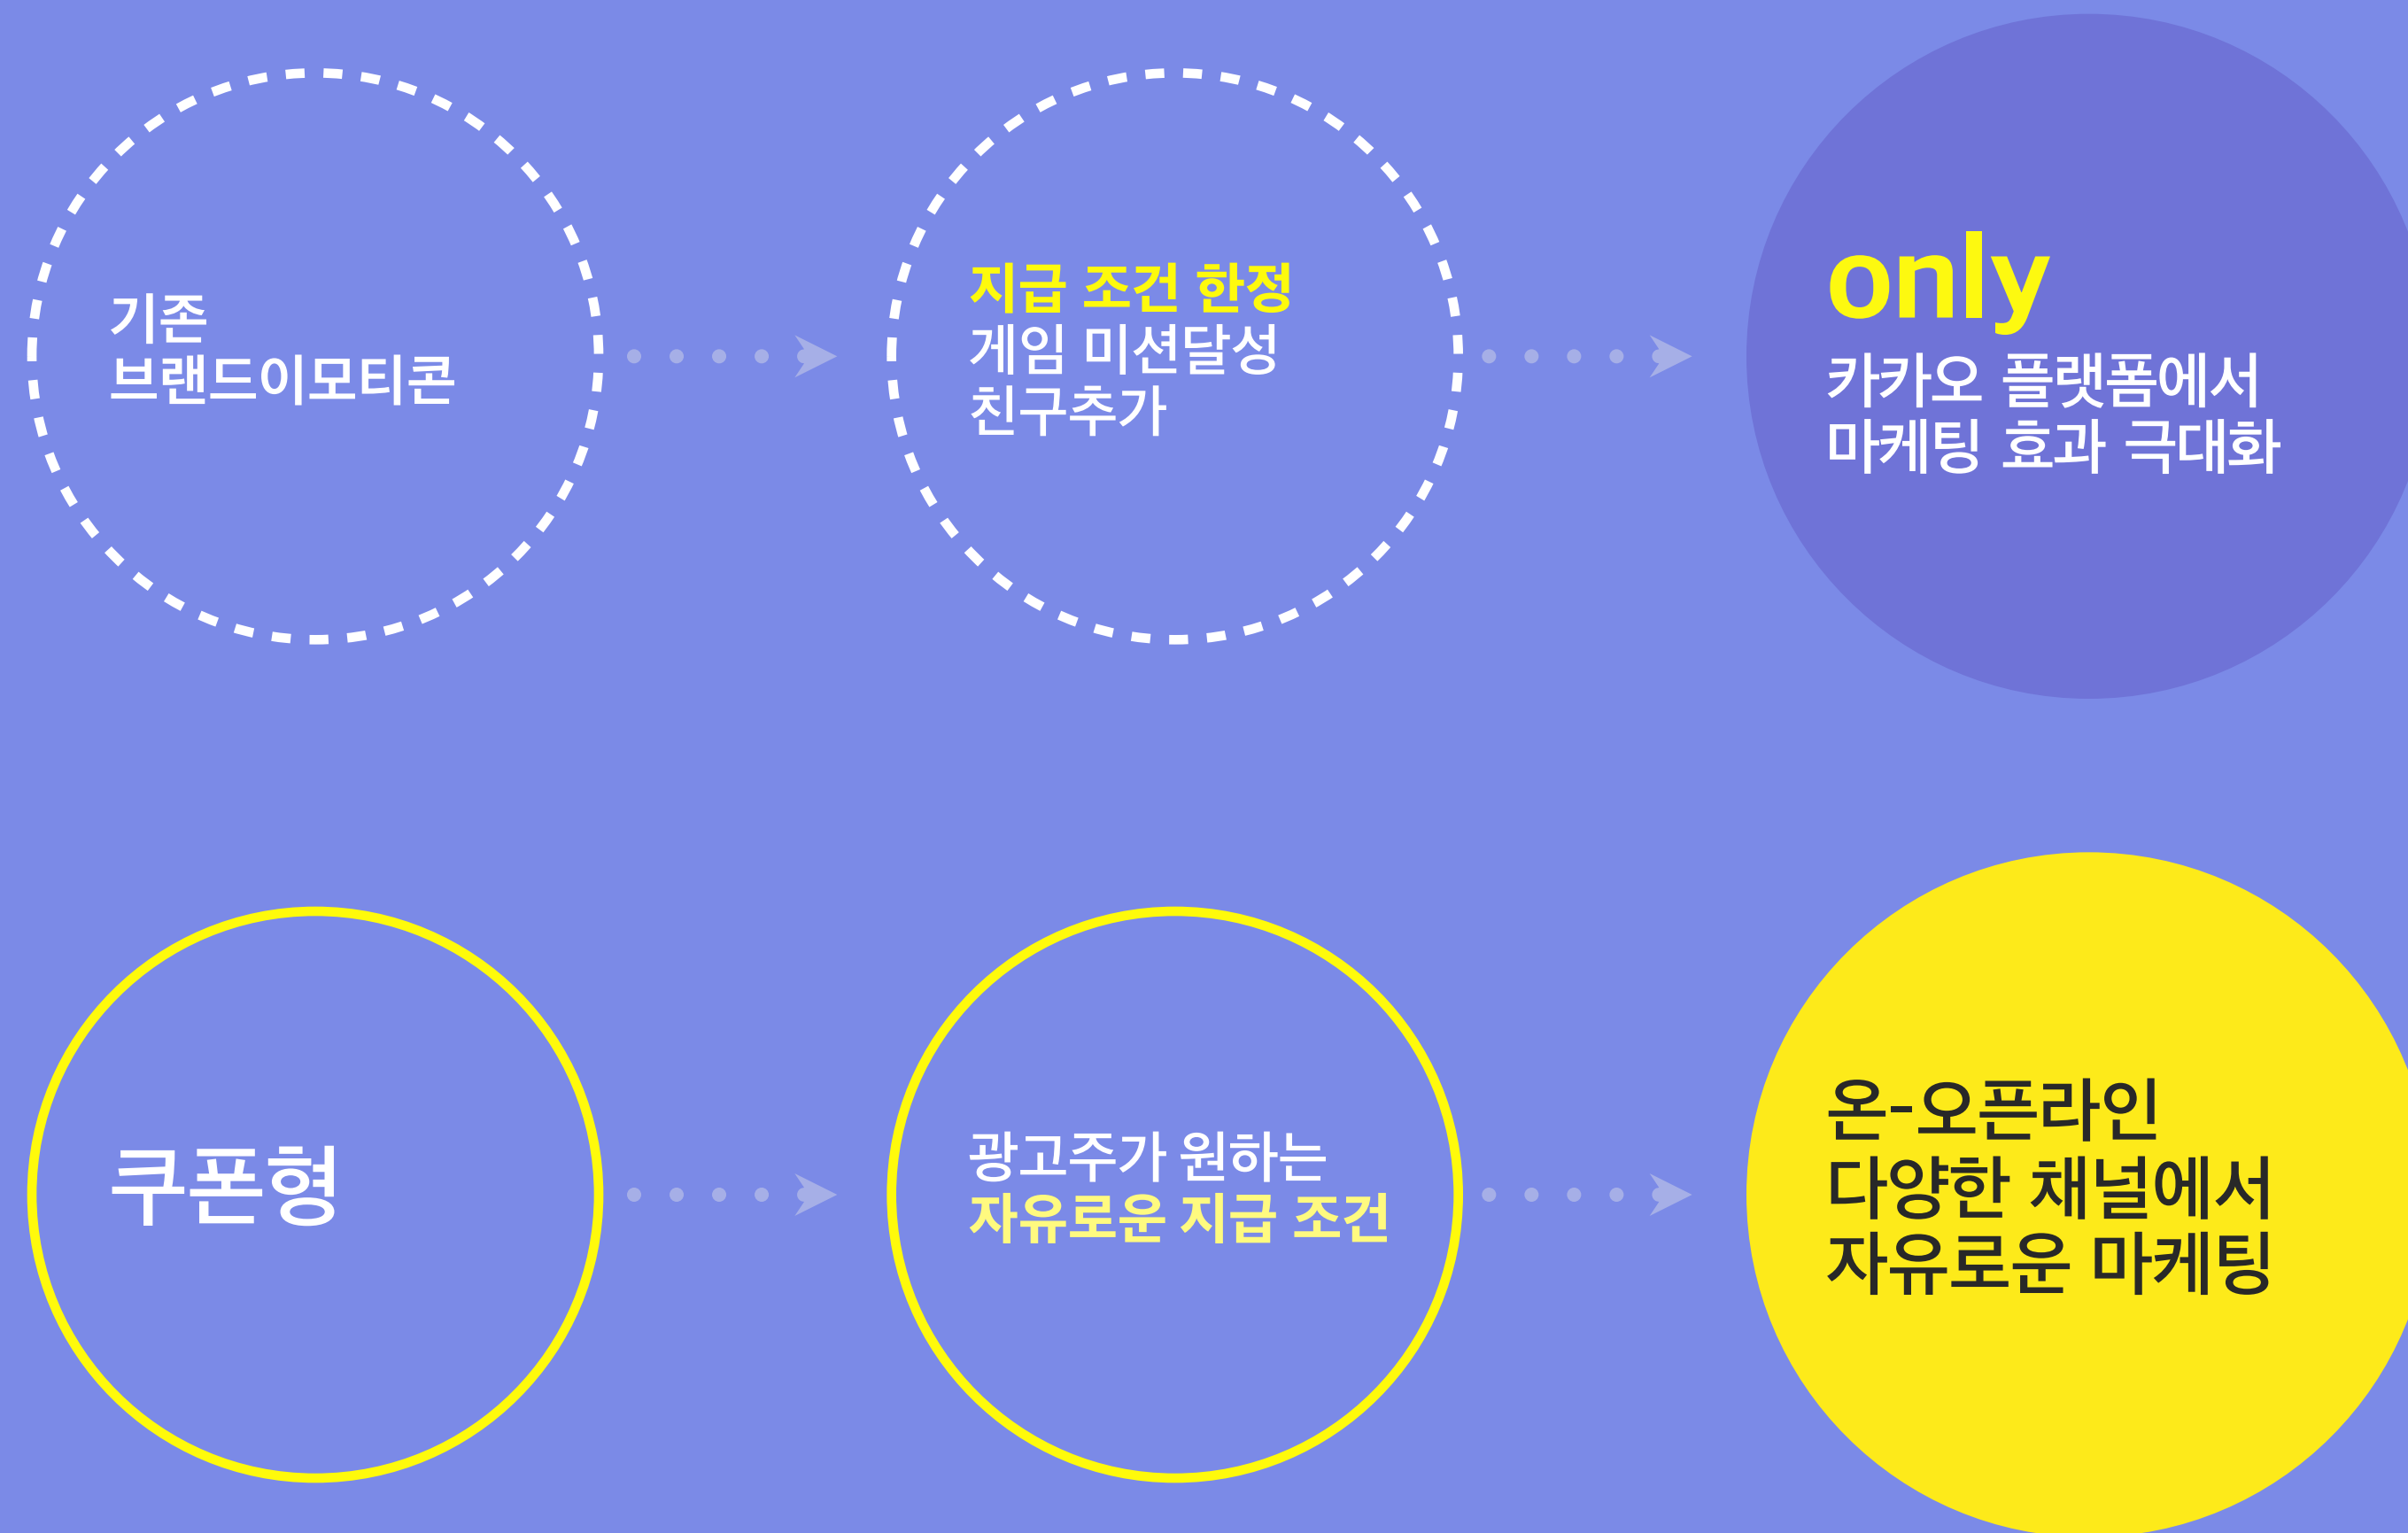 기존
브랜드이모티콘
지급 조건 한정
게임 미션달성
친구추가
only
카카오 플랫폼에서
마케팅 효과 극대화
쿠폰형
광고주가 원하는
자유로운 지급 조건
온-오프라인
다양한 채널에서
자유로운 마케팅